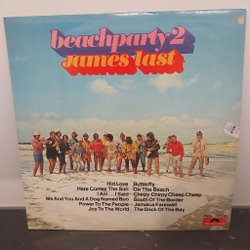 beachparty 2
james last
Hot Love
Here Comes The Sun
I Am ... I Said
Me And You And A Dog Named Boo
Power To The People
Joy To The World
Butterfly
On The Beach
Chirpy Chirpy Cheep Cheep
South Of The Border
Jamaica Farewell
The Dock Of The Bay